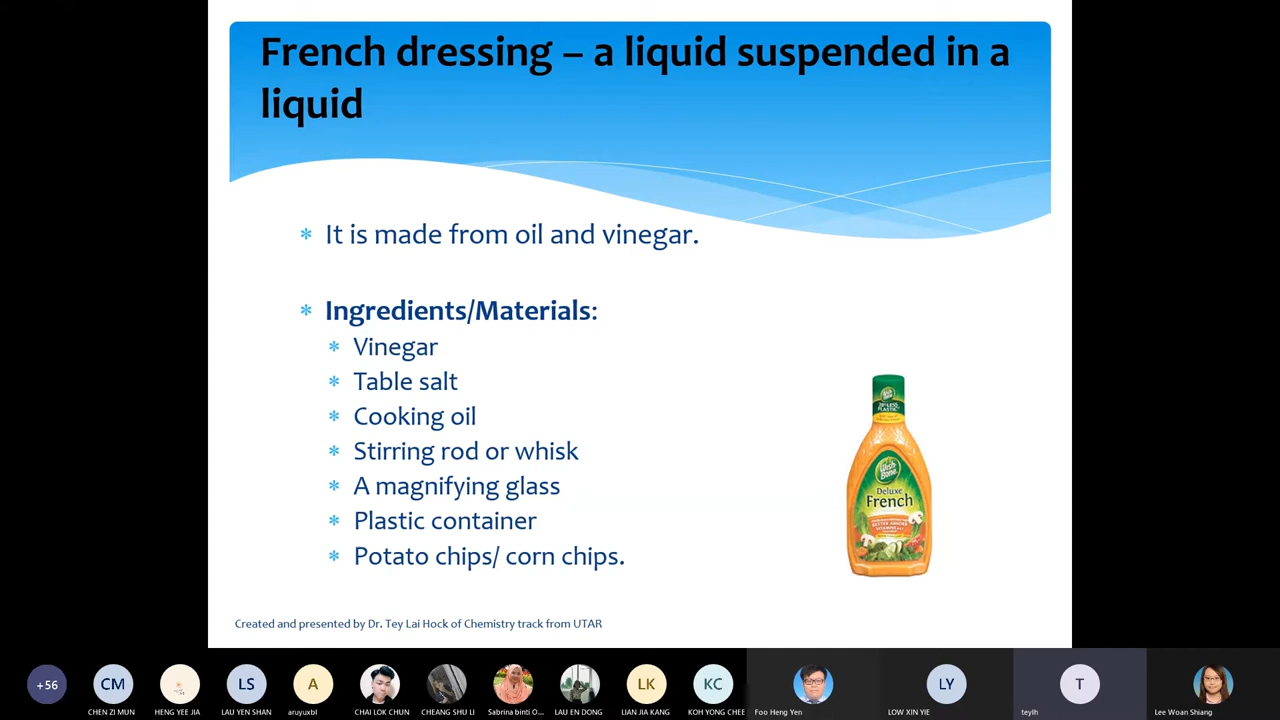 French dressing – a liquid suspended in a
liquid
* It is made from oil and vinegar.
* Ingredients/Materials:
* Vinegar
* Table salt
* Cooking oil
* Stirring rod or whisk
* A magnifying glass
* Plastic container
* Potato chips/ corn chips.
Wish-Bone
Deluxe
French
Created and presented by Dr. Tey Lai Hock of Chemistry track from UTAR
+56
CM
LS
A
LK
KC
LY
T
CHEN ZI MUN
HENG YEE JIA
LAU YEN SHAN
aruyuxbl
CHAI LOK CHUN
CHEANG SHU LI
Sabrina binti O...
LAU EN DONG
LIAN JIA KANG
KOH YONG CHEE
Foo Heng Yen
LOW XIN YIE
teylh
Lee Woan Shiang